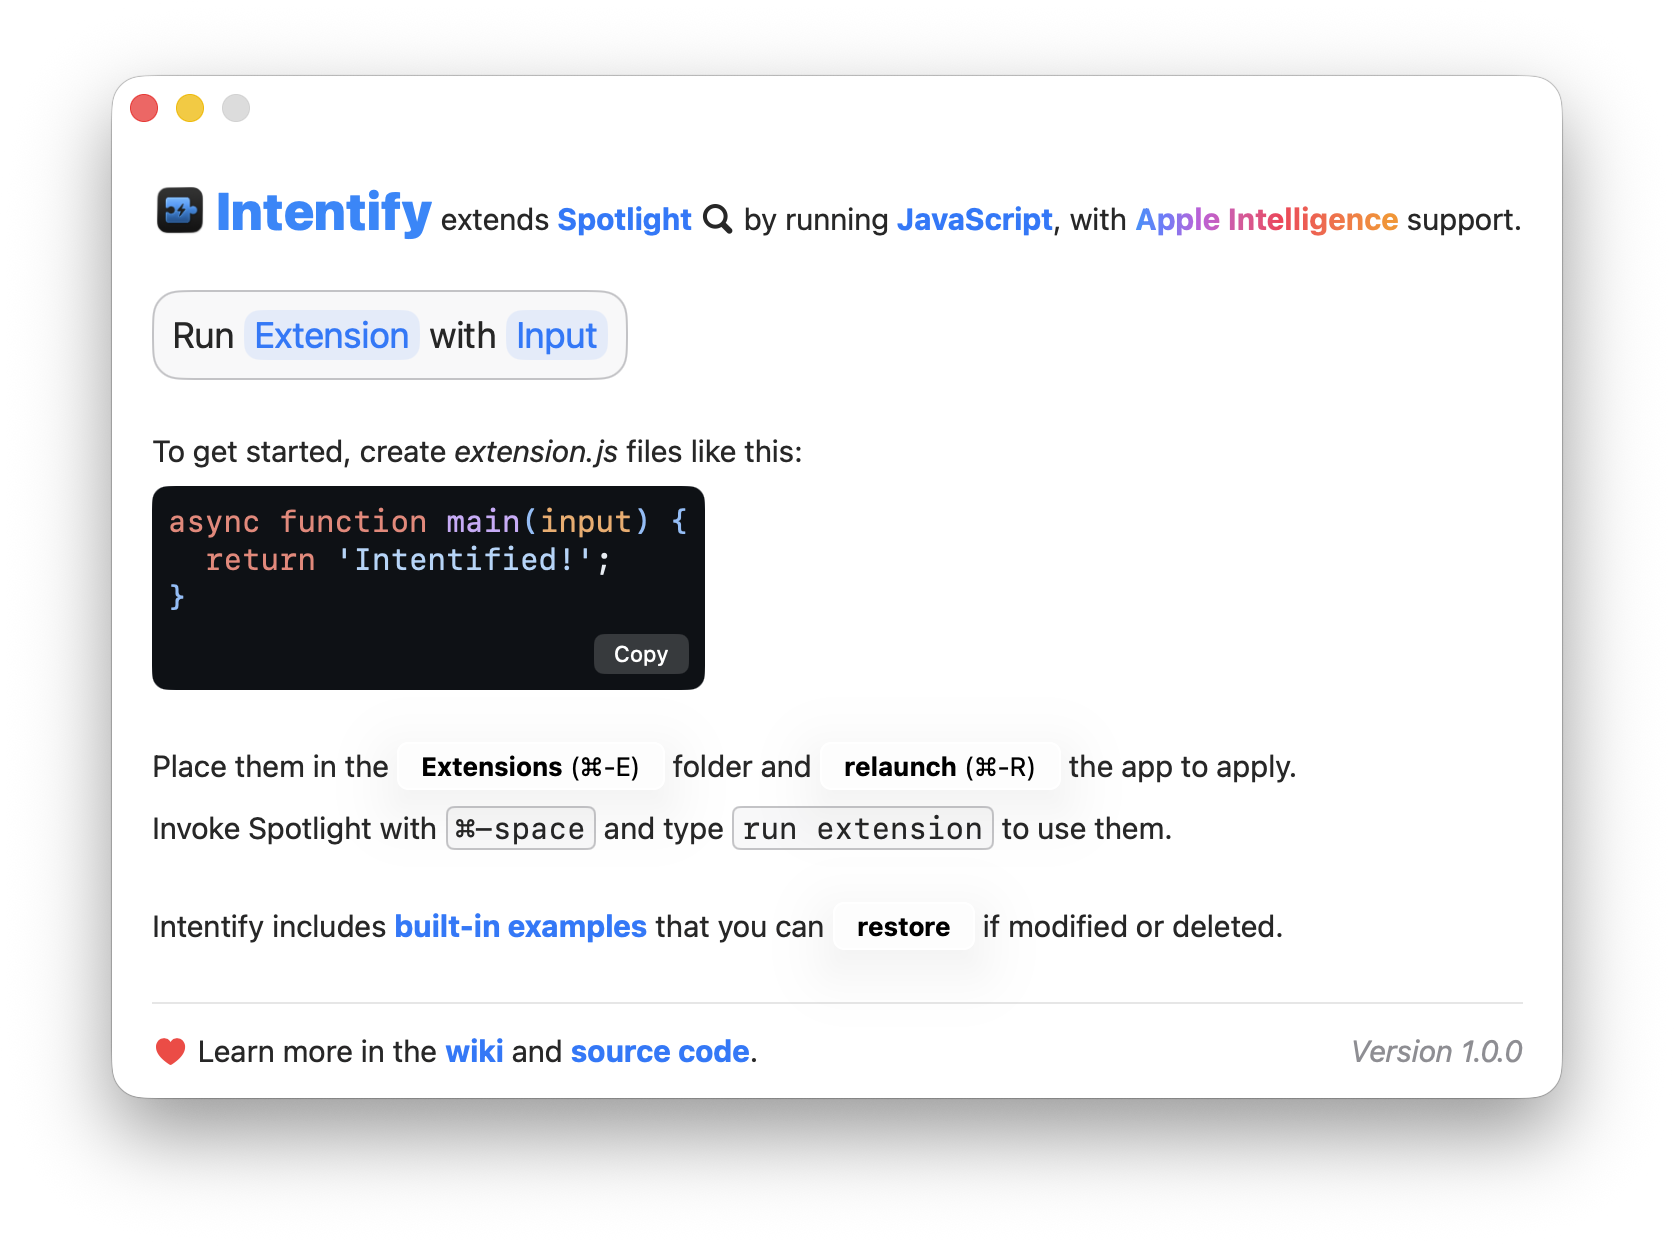 Intentify extends Spotlight by running JavaScript, with Apple Intelligence support.
Run Extension with Input
To get started, create extension.js files like this:
async function main(input) {
  return 'Intentified!';
}
Copy
Place them in the Extensions (⌘-E) folder and relaunch (⌘-R) the app to apply.
Invoke Spotlight with ⌘–space and type run extension to use them.
Intentify includes built-in examples that you can restore if modified or deleted.
Learn more in the wiki and source code.
Version 1.0.0